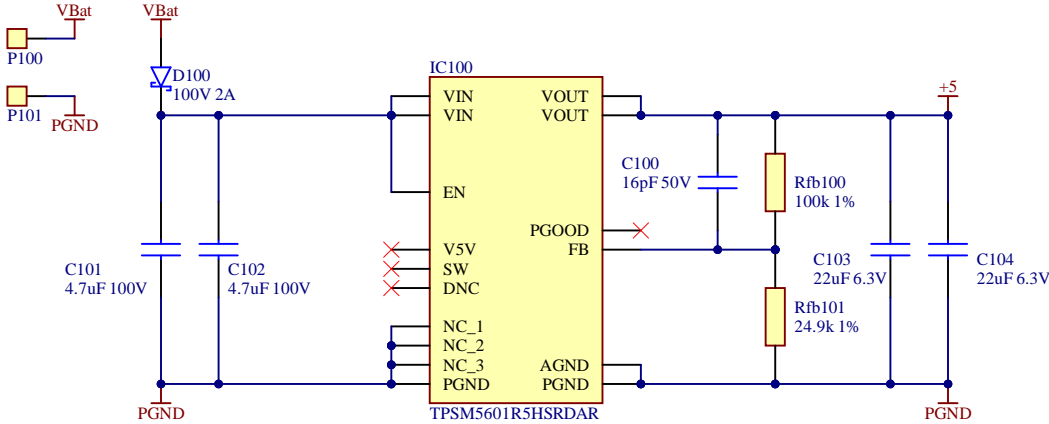 VBat
P100
P101
PGND
VBat
D100
100V 2A
C101
4.7uF 100V
C102
4.7uF 100V
PGND
IC100
VIN
VIN
EN
V5V
SW
DNC
NC_1
NC_2
NC_3
PGND
VOUT
VOUT
PGOOD
FB
AGND
PGND
TPSM5601R5HSRDAR
C100
16pF 50V
Rfb100
100k 1%
Rfb101
24.9k 1%
C103
22uF 6.3V
+5
C104
22uF 6.3V
PGND